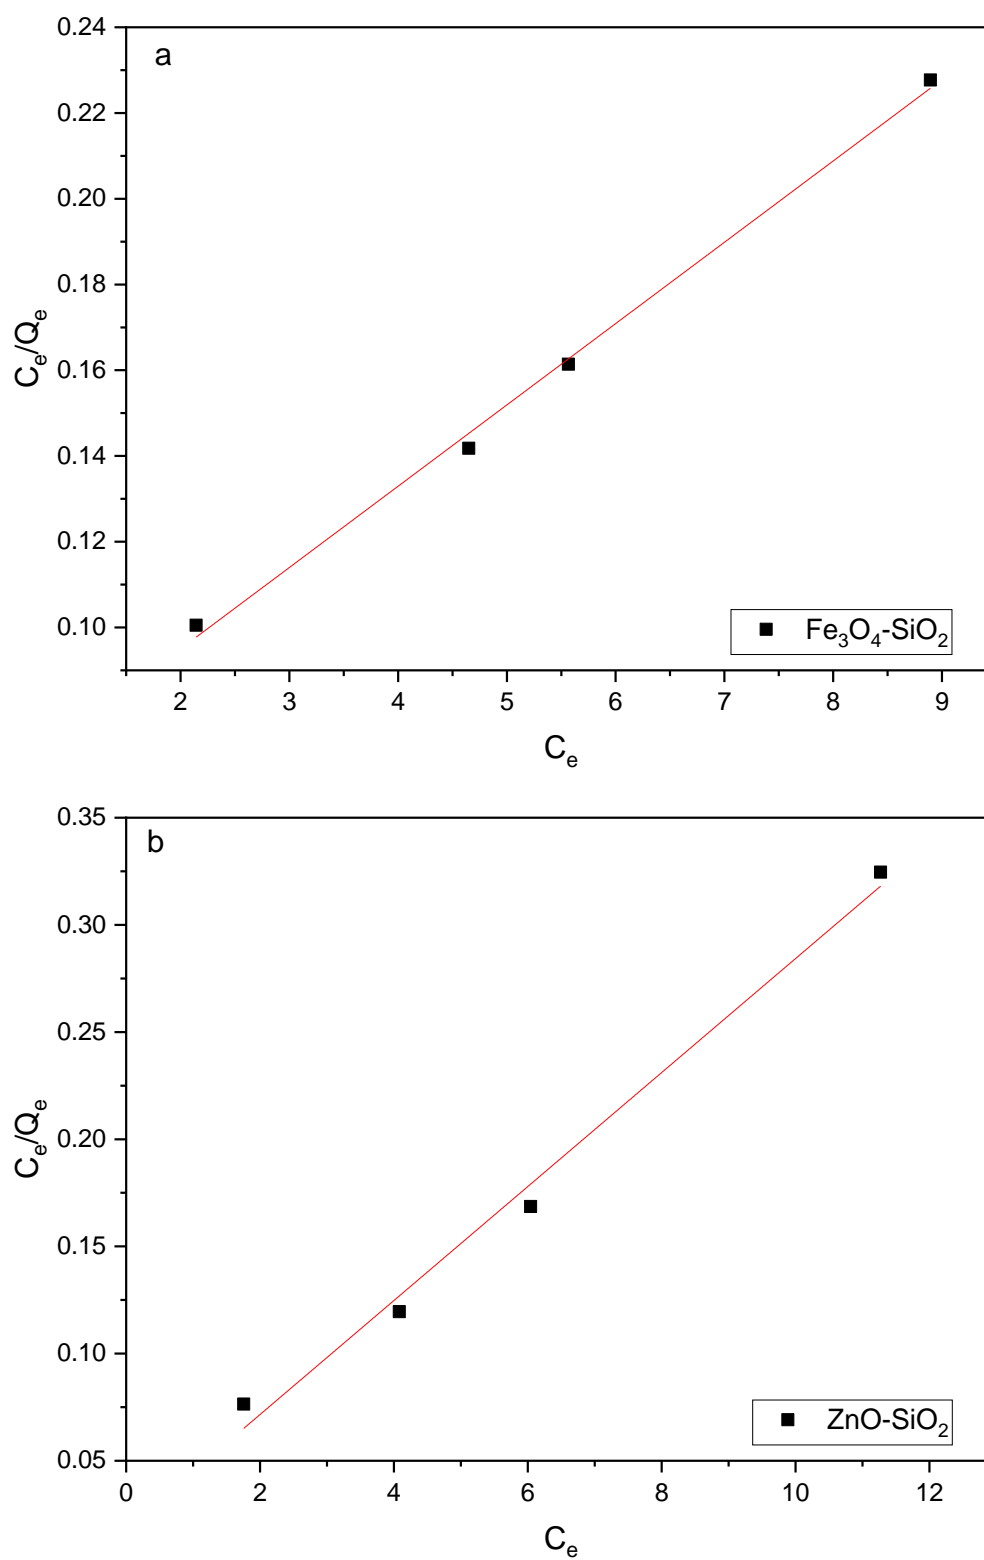 a
0.24
0.22
0.20
0.18
0.16
0.14
0.12
0.10
Cₑ/Qₑ
Fe₃O₄-SiO₂
2 3 4 5 6 7 8 9
Cₑ
b
0.35
0.30
0.25
0.20
0.15
0.10
0.05
Cₑ/Qₑ
ZnO-SiO₂
0 2 4 6 8 10 12
Cₑ